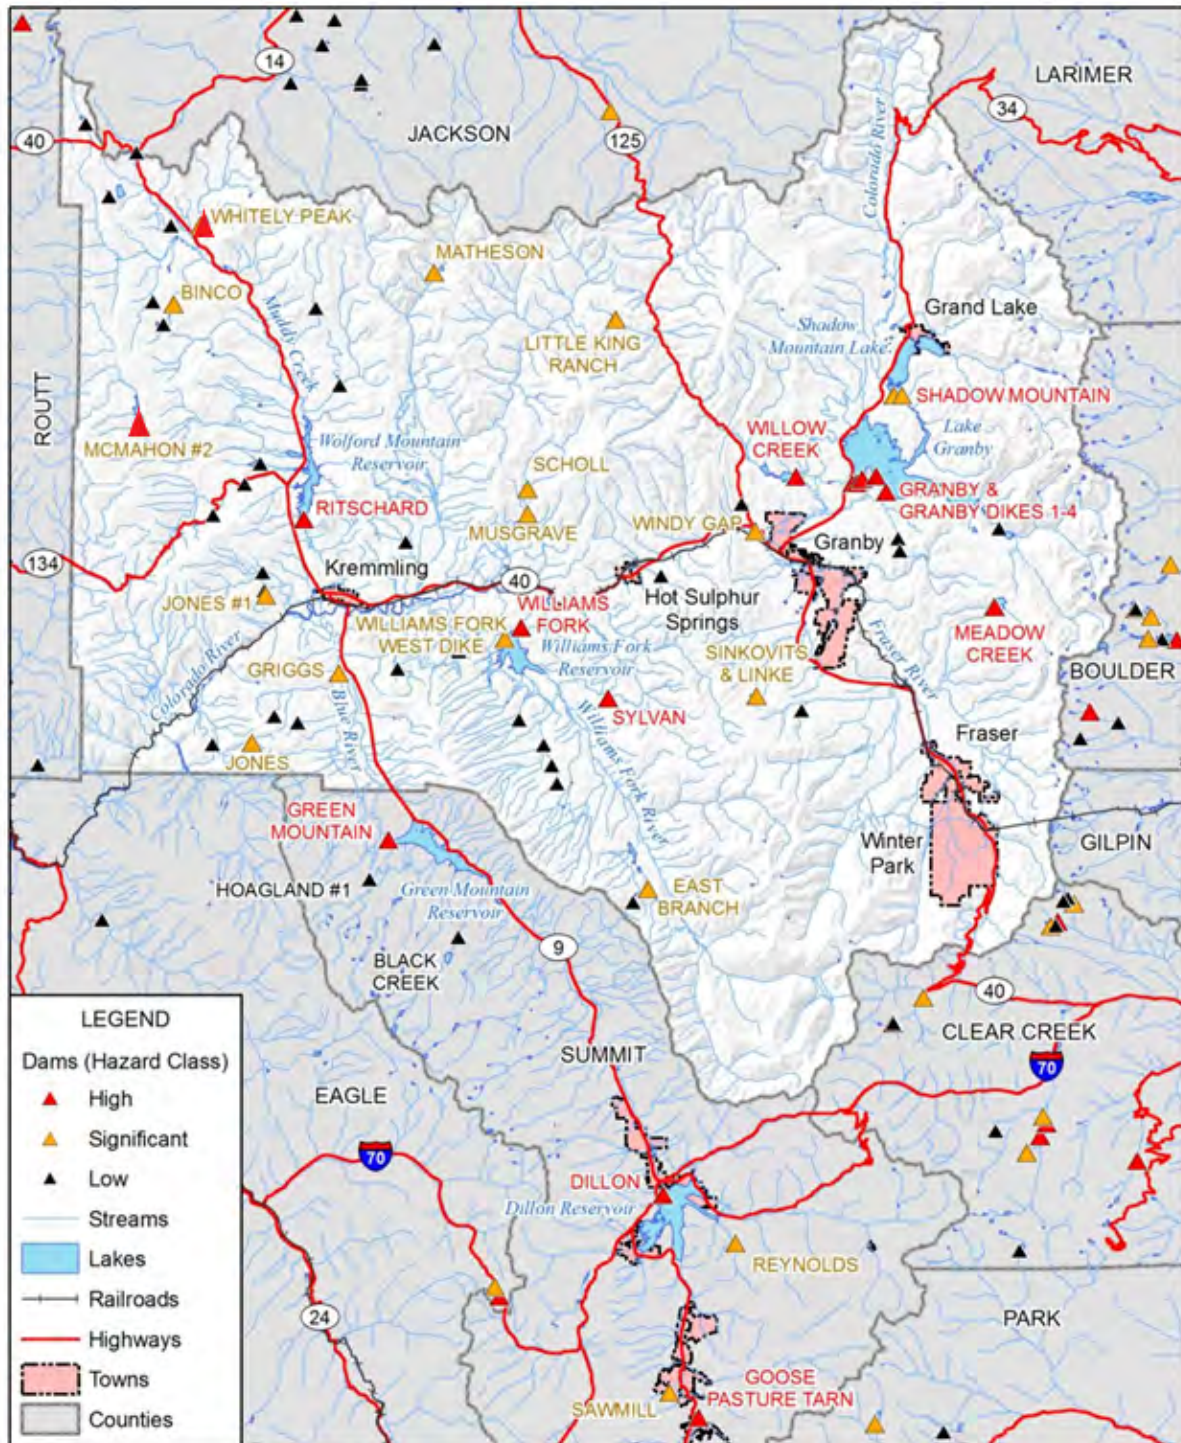 14
LARIMER
34
40
JACKSON
125
Colorado River
WHITELY PEAK
MATHESON
BINCO
Muddy Creek
Grand Lake
Shadow
Mountain Lake
LITTLE KING
RANCH
ROUTT
SHADOW MOUNTAIN
WILLOW
CREEK
Lake
Granby
MCMAHON #2
Wolford Mountain
Reservoir
SCHOLL
RITSCHARD
MUSGRAVE
GRANBY &
GRANBY DIKES 1-4
WINDY GAP
134
Kremmling
40
Granby
JONES #1
WILLIAMS
FORK
Hot Sulphur
Springs
WILLIAMS FORK
WEST DIKE
Williams Fork
Reservoir
SINKOVITS
& LINKE
Fraser River
MEADOW
CREEK
BOULDER
Colorado River
GRIGGS
Blue River
SYLVAN
Williams Fork River
Fraser
JONES
GREEN
MOUNTAIN
Winter
Park
GILPIN
HOAGLAND #1
Green Mountain
Reservoir
EAST
BRANCH
9
BLACK
CREEK
40
CLEAR CREEK
LEGEND
Dams (Hazard Class)
High
Significant
Low
Streams
Lakes
Railroads
Highways
Towns
Counties
SUMMIT
70
EAGLE
70
DILLON
Dillon Reservoir
REYNOLDS
24
PARK
GOOSE
PASTURE TARN
SAWMILL